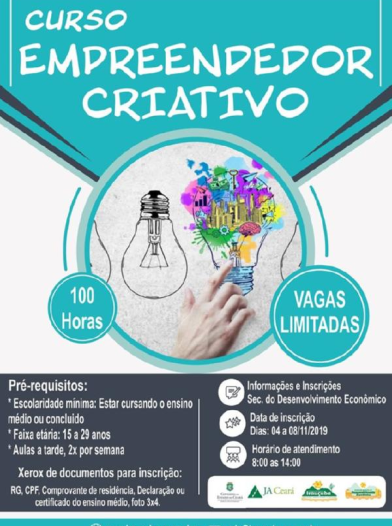 CURSO
EMPREENDEDOR
CRIATIVO
100
Horas
VAGAS
LIMITADAS
Pré-requisitos:
* Escolaridade mínima: Estar cursando o ensino
médio ou concluido
* Faixa etária: 15 a 29 anos
* Aulas a tarde, 2x por semana
Xerox de documentos para inscrição:
RG, CPF, Comprovante de residência, Declaração ou
certificado do ensino médio, foto 3x4.
Informações e Inscrições
Sec. do Desenvolvimento Econômico
Data de inscrição
Dias: 04 a 08/11/2019
Horário de atendimento
8:00 as 14:00
JA Ceará